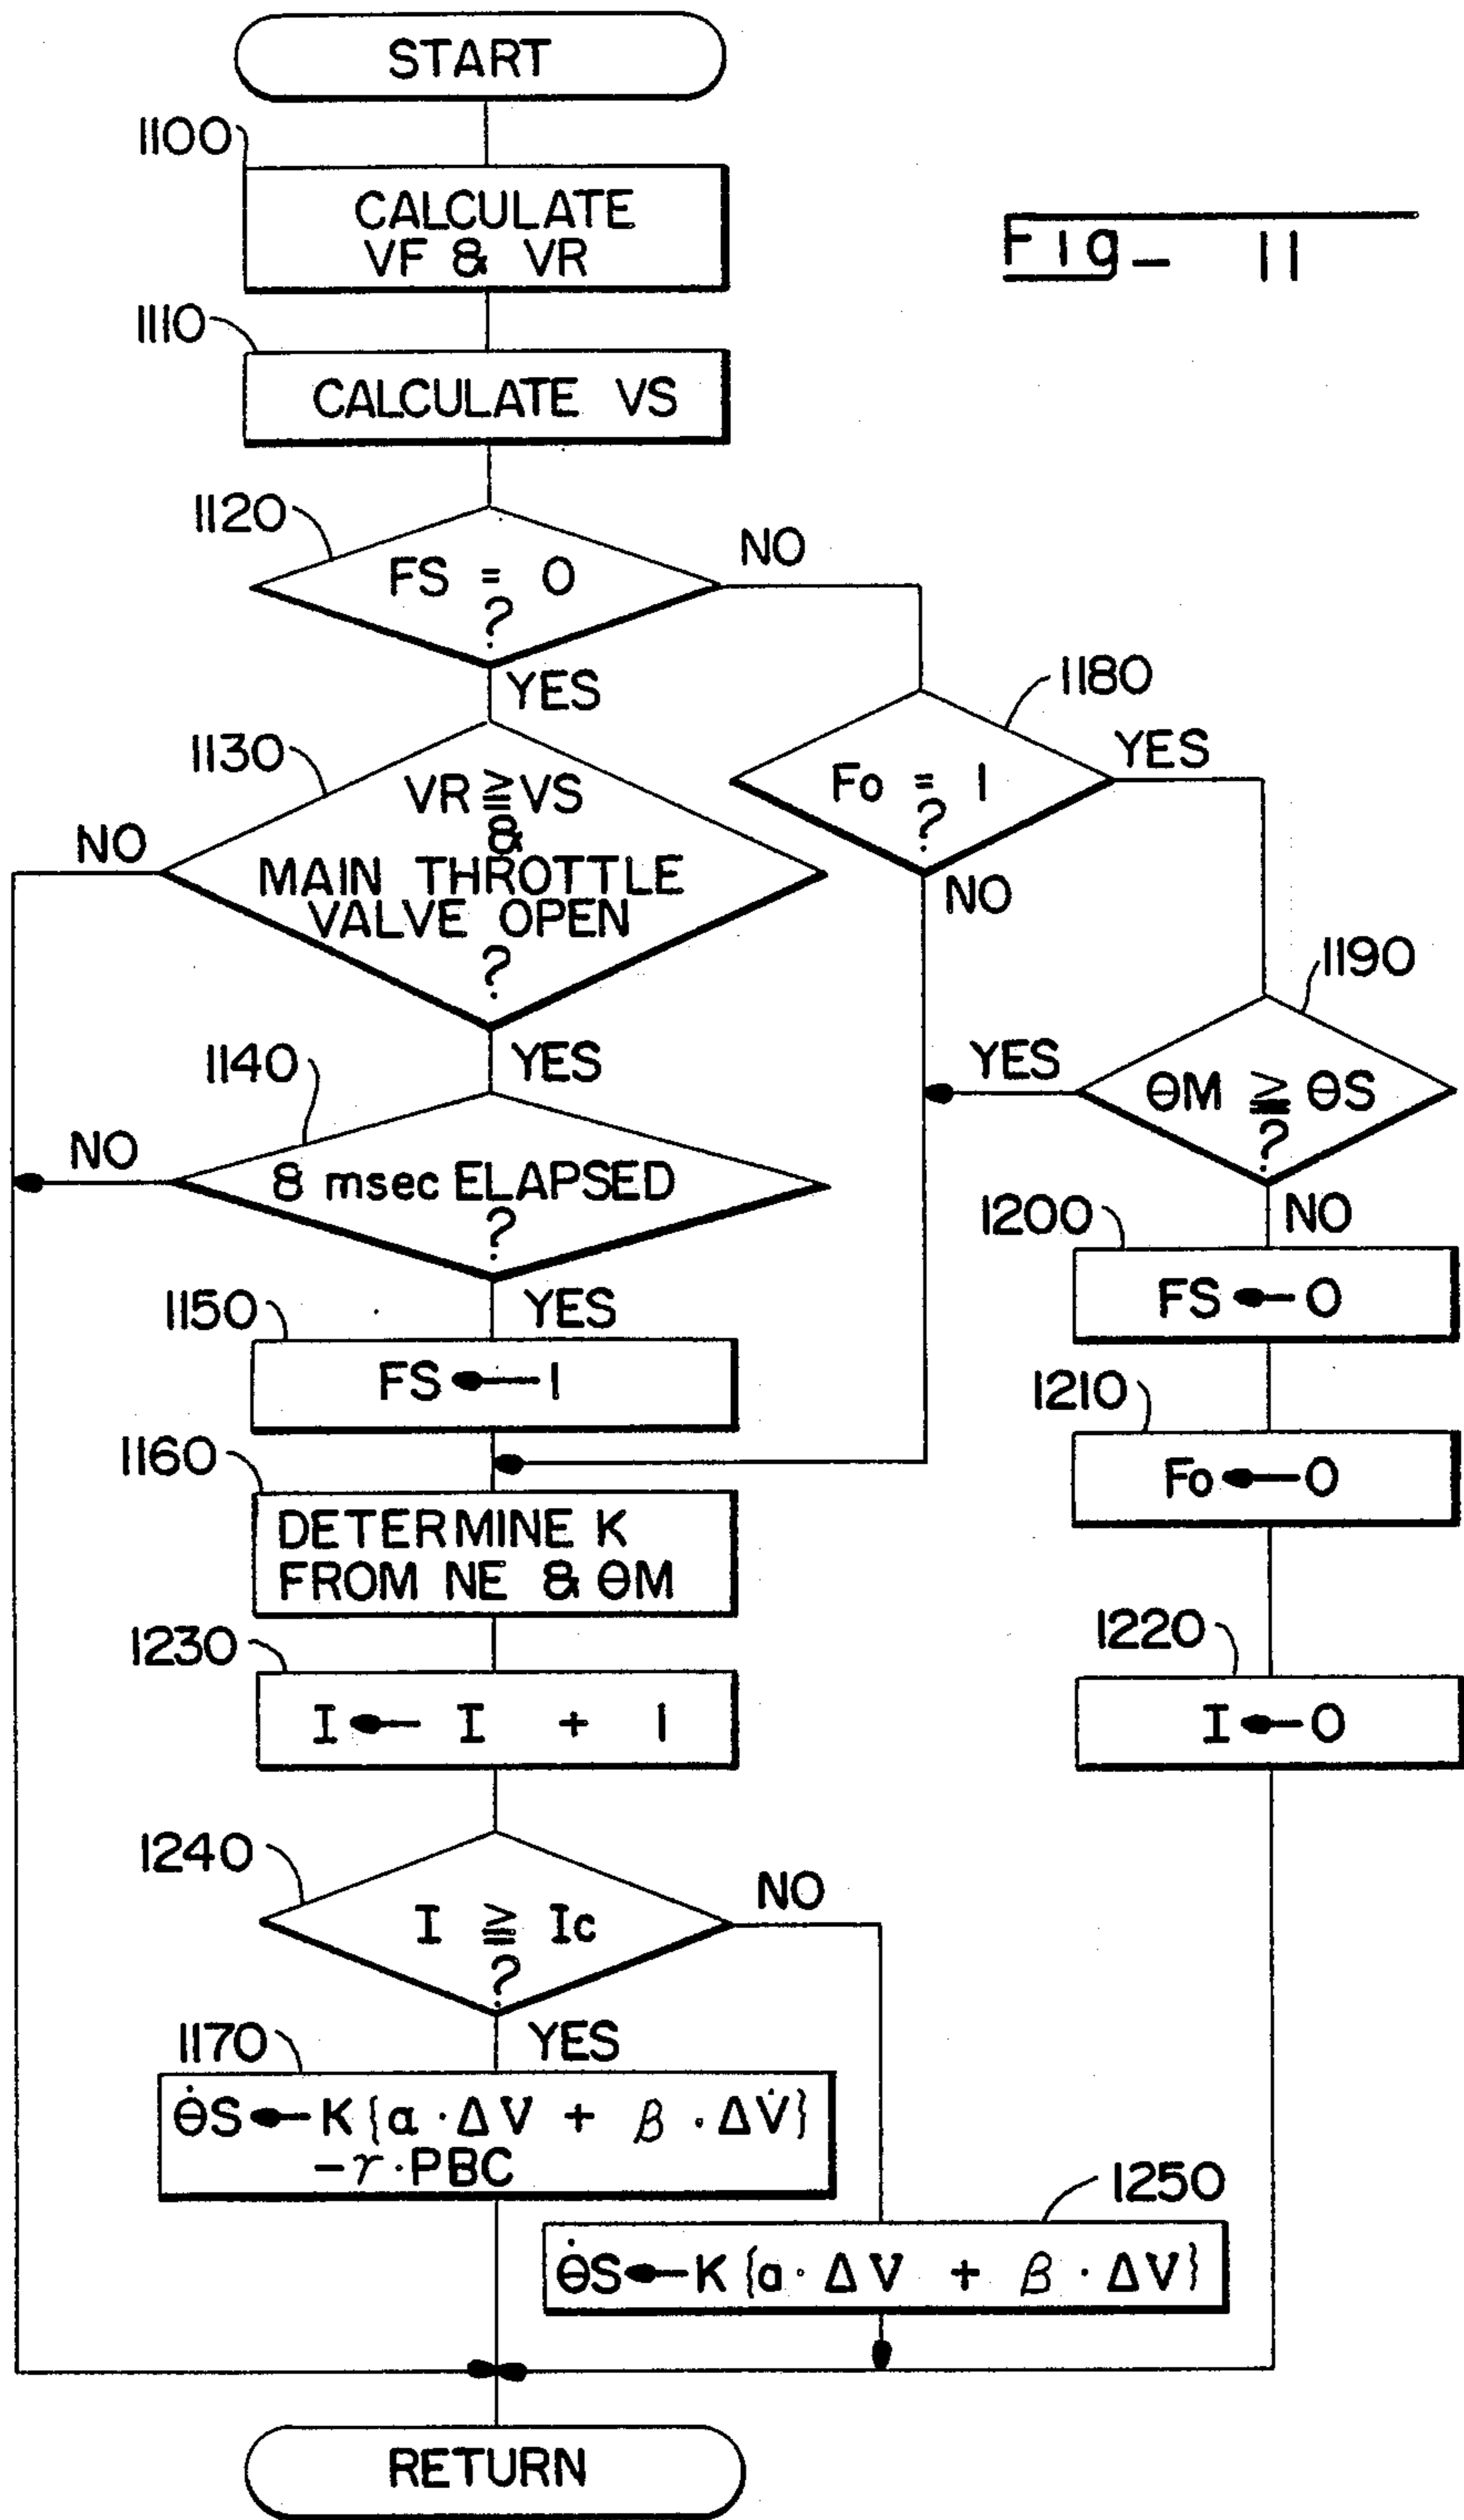 START
1100
CALCULATE
VF & VR
Fig_ 11
1110
CALCULATE VS
1120
FS = 0
?
NO
YES
1180
Fo = 1
?
YES
NO
1130
VR ≧ VS
&
MAIN THROTTLE
VALVE OPEN
?
NO
YES
1190
ΘM ≧ ΘS
?
YES
NO
1140
8 msec ELAPSED
?
NO
YES
1200
FS ← 0
1150
FS ← 1
1210
Fo ← 0
1160
DETERMINE K
FROM NE & ΘM
1220
I ← 0
1230
I ← I + 1
1240
I ≧ Ic
?
NO
YES
1170
Θ̇S ← K{α · ΔV + β · ΔV̇}
-γ·PBC
1250
Θ̇S ← K{α · ΔV + β · ΔV}
RETURN